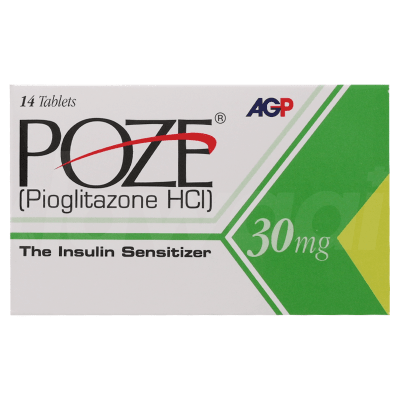 14 Tablets
AGP
POZE®
(Pioglitazone HCl)
30mg
The Insulin Sensitizer